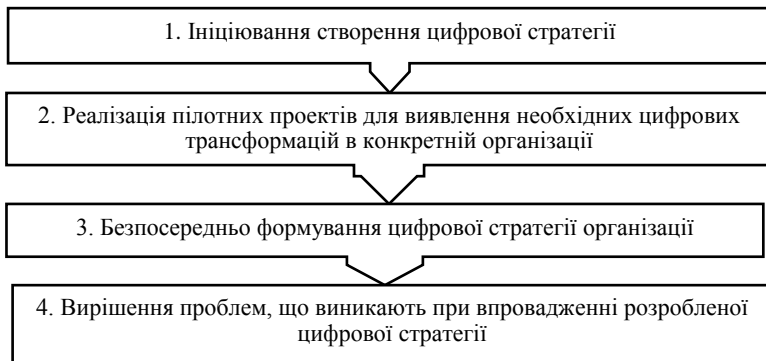 1. Ініціювання створення цифрової стратегії
2. Реалізація пілотних проектів для виявлення необхідних цифрових
трансформацій в конкретній організації
3. Безпосередньо формування цифрової стратегії організації
4. Вирішення проблем, що виникають при впровадженні розробленої
цифрової стратегії